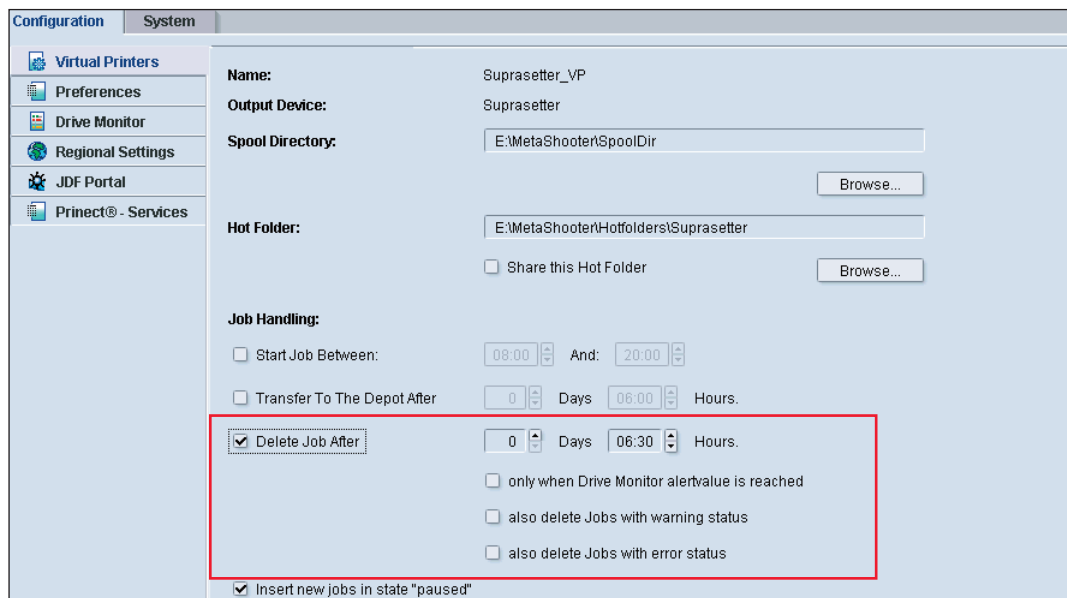 Configuration System
Virtual Printers
Preferences
Drive Monitor
Regional Settings
JDF Portal
Prinect® - Services
Name: Suprasetter_VP
Output Device: Suprasetter
Spool Directory: E:\MetaShooter\SpoolDir
Browse...
Hot Folder: E:\MetaShooter\Hotfolders\Suprasetter
Share this Hot Folder Browse...
Job Handling:
Start Job Between: 08:00 And: 20:00
Transfer To The Depot After 0 Days 06:00 Hours.
Delete Job After 0 Days 06:30 Hours.
only when Drive Monitor alertvalue is reached
also delete Jobs with warning status
also delete Jobs with error status
Insert new jobs in state "paused"